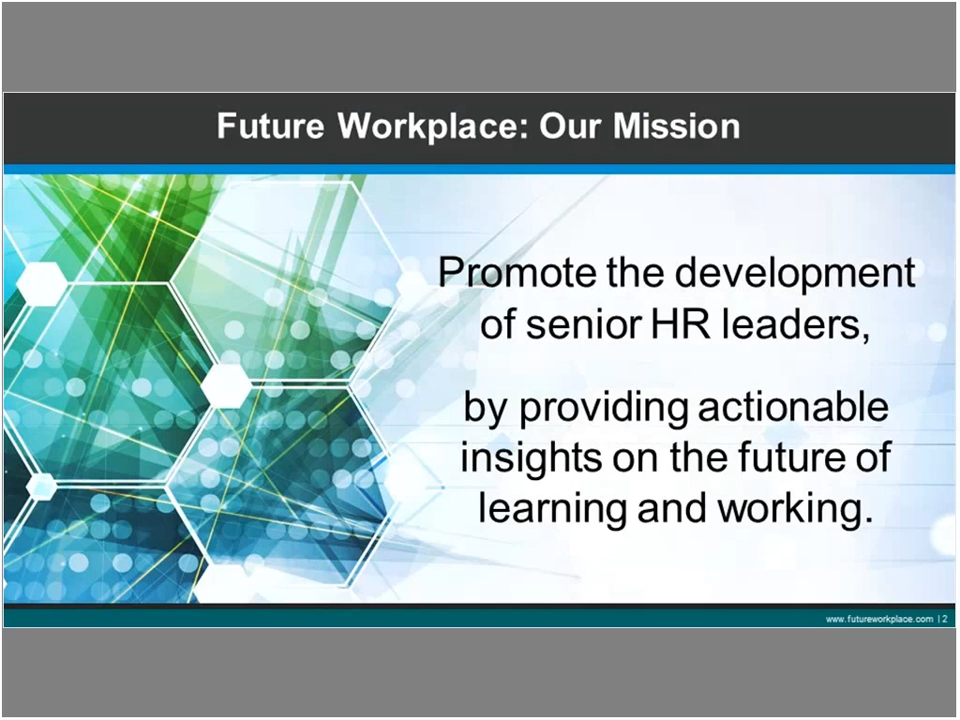 Future Workplace: Our Mission
Promote the development
of senior HR leaders,
by providing actionable
insights on the future of
learning and working.
www.futureworkplace.com | 2